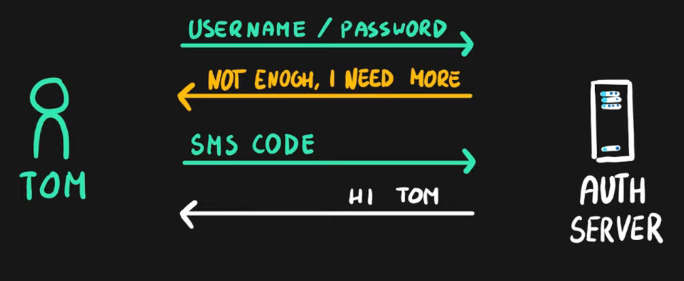 USERNAME / PASSWORD
NOT ENOGH, I NEED MORE
SMS CODE
TOM
HI TOM
AUTH
SERVER